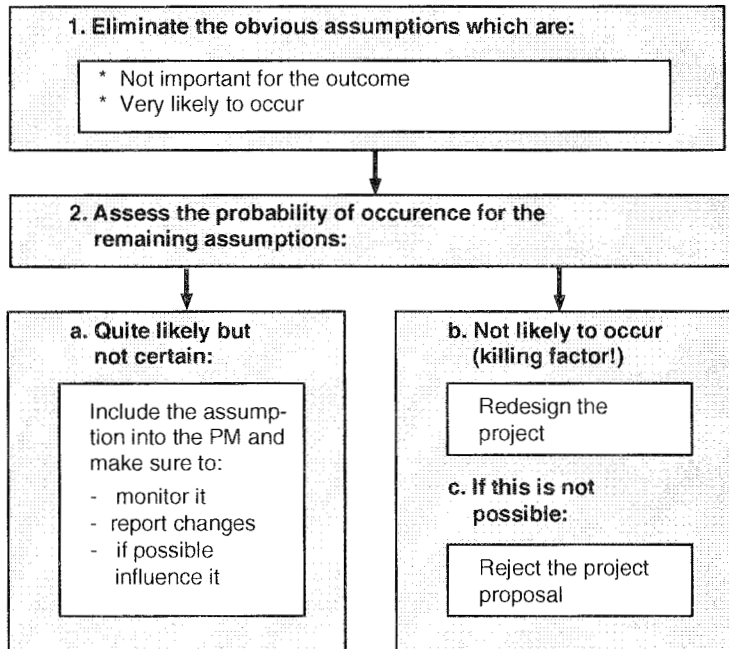 1. Eliminate the obvious assumptions which are:
* Not important for the outcome
* Very likely to occur
2. Assess the probability of occurence for the
remaining assumptions:
a. Quite likely but
not certain:
Include the assump-
tion into the PM and
make sure to:
- monitor it
- report changes
- if possible
influence it
b. Not likely to occur
(killing factor!)
Redesign the
project
c. If this is not
possible:
Reject the project
proposal